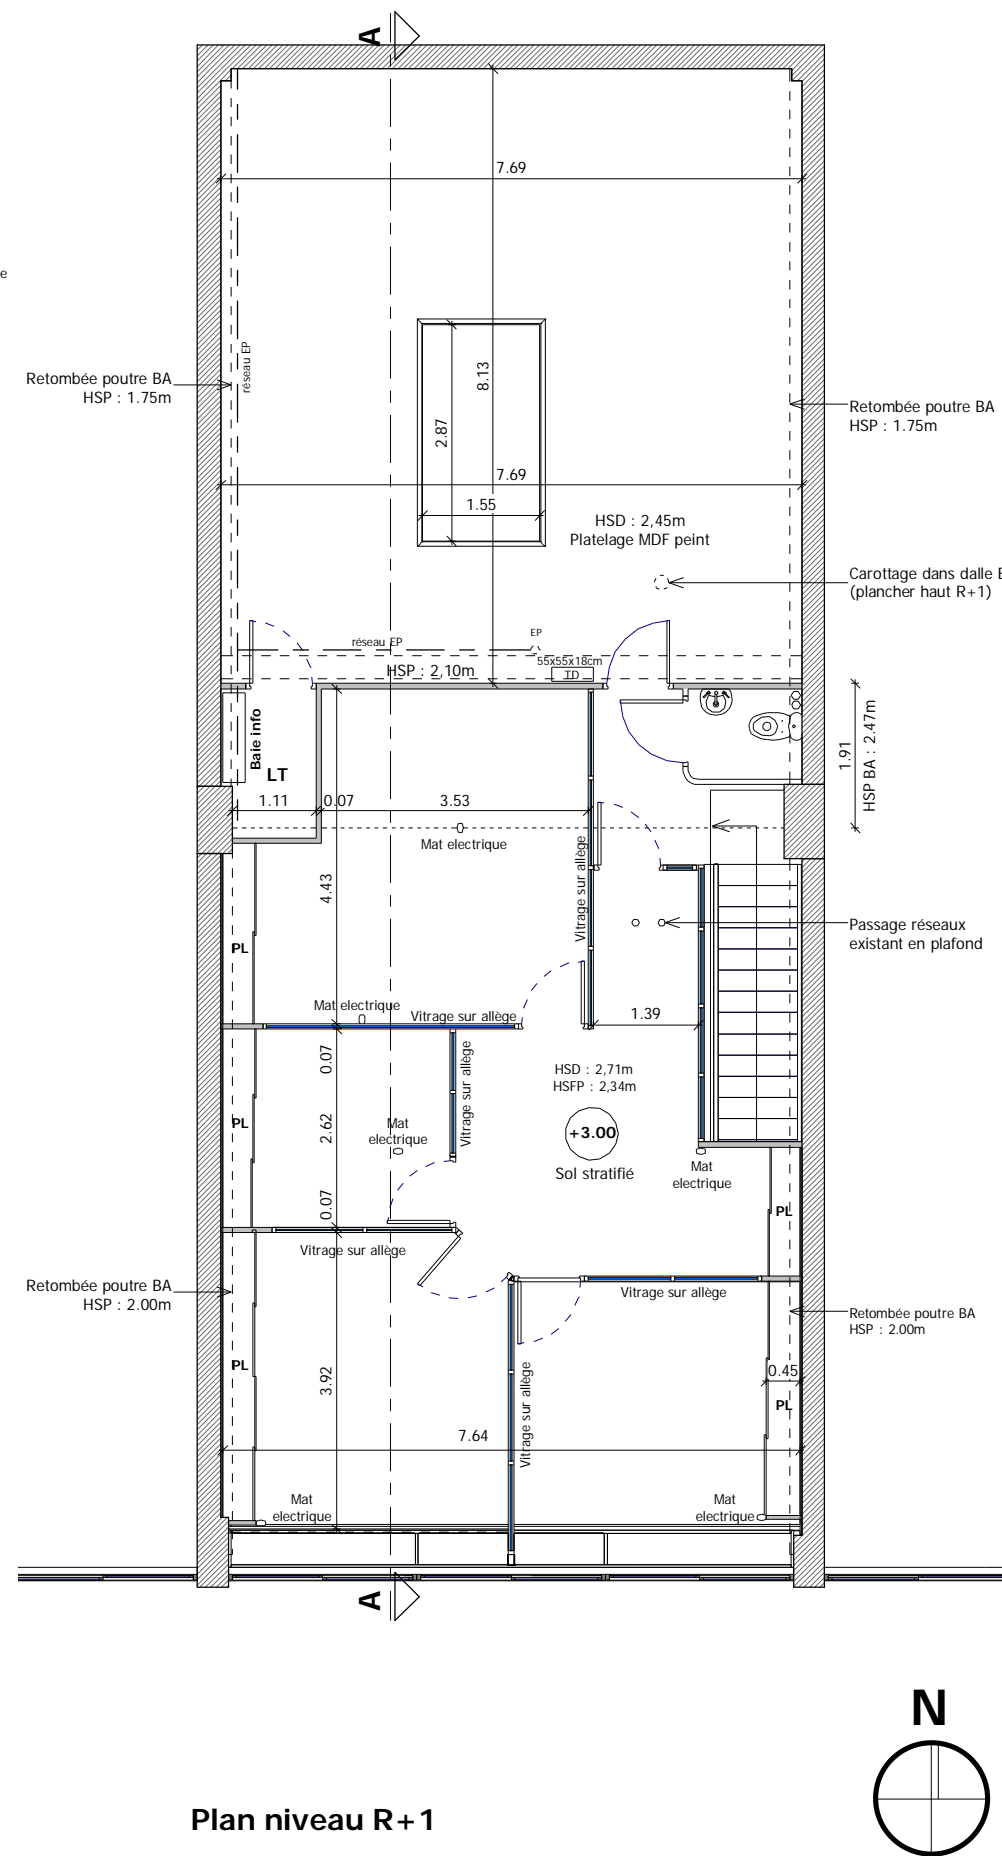 A
7.69
e
réseau EP
Retombée poutre BA
HSP : 1.75m
8.13
2.87
Retombée poutre BA
HSP : 1.75m
7.69
1.55
HSD : 2,45m
Platelage MDF peint
Carottage dans dalle B
(plancher haut R+1)
réseau EP
EP
55x55x18cm
HSP : 2,10m
TD
Baie info
LT
1.91
HSP BA : 2.47m
1.11
0.07
3.53
Mat electrique
Vitrage sur allège
4.43
PL
Passage réseaux
existant en plafond
Mat electrique
Vitrage sur allège
1.39
0.07
Vitrage sur allège
HSD : 2,71m
HSFP : 2,34m
PL
2.62
Mat
electrique
+3.00
Sol stratifié
Mat
electrique
0.07
PL
Vitrage sur allège
Retombée poutre BA
HSP : 2.00m
Vitrage sur allège
Retombée poutre BA
HSP : 2.00m
PL
3.92
Vitrage sur allège
0.45
PL
7.64
Mat
electrique
Mat
electrique
A
N
Plan niveau R+1